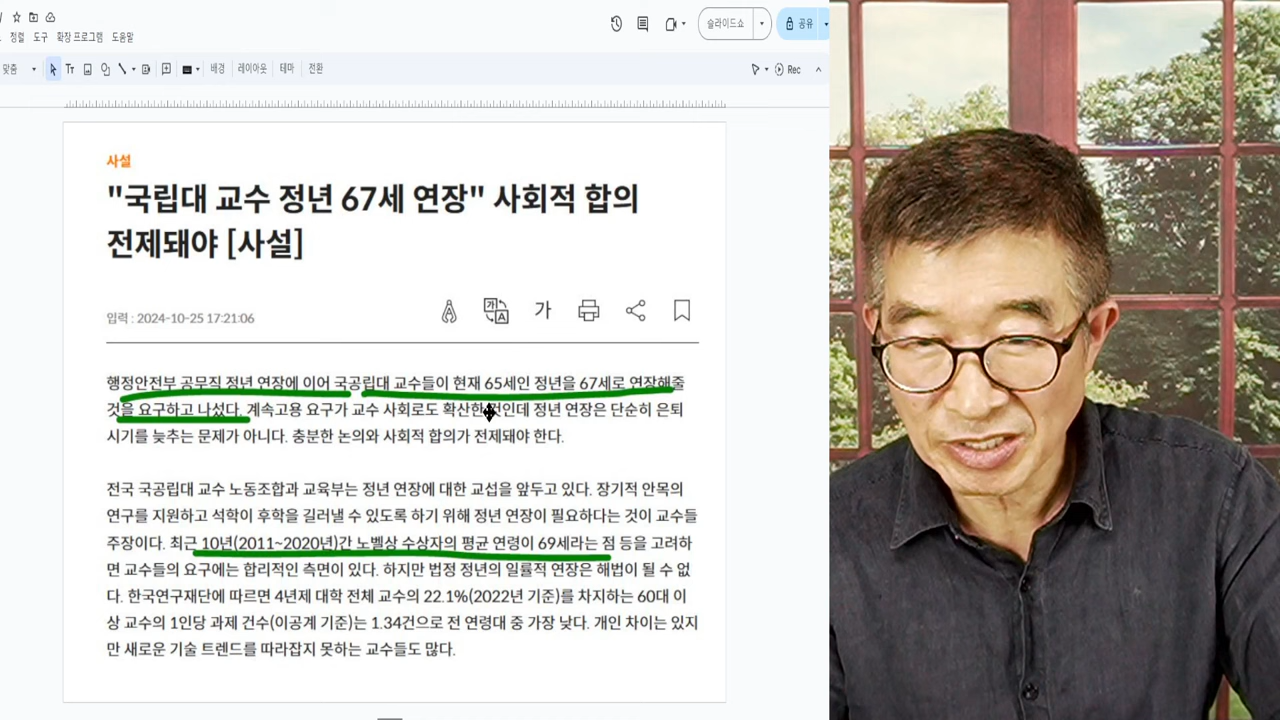 정렬 도구 확장 프로그램 도움말
슬라이드쇼
공유
맞춤
배경
레이아웃
테마
전환
Rec
사설
"국립대 교수 정년 67세 연장" 사회적 합의
전제돼야 [사설]
입력 : 2024-10-25 17:21:06
가
A
가
행정안전부 공무직 정년 연장에 이어 국공립대 교수들이 현재 65세인 정년을 67세로 연장해줄
것을 요구하고 나섰다. 계속고용 요구가 교수 사회로도 확산한 것인데 정년 연장은 단순히 은퇴
시기를 늦추는 문제가 아니다. 충분한 논의와 사회적 합의가 전제돼야 한다.
전국 국공립대 교수 노동조합과 교육부는 정년 연장에 대한 교섭을 앞두고 있다. 장기적 안목의
연구를 지원하고 석학이 후학을 길러낼 수 있도록 하기 위해 정년 연장이 필요하다는 것이 교수들
주장이다. 최근 10년(2011~2020년)간 노벨상 수상자의 평균 연령이 69세라는 점 등을 고려하
면 교수들의 요구에는 합리적인 측면이 있다. 하지만 법정 정년의 일률적 연장은 해법이 될 수 없
다. 한국연구재단에 따르면 4년제 대학 전체 교수의 22.1%(2022년 기준)를 차지하는 60대 이
상 교수의 1인당 과제 건수(이공계 기준)는 1.34건으로 전 연령대 중 가장 낮다. 개인 차이는 있지
만 새로운 기술 트렌드를 따라잡지 못하는 교수들도 많다.